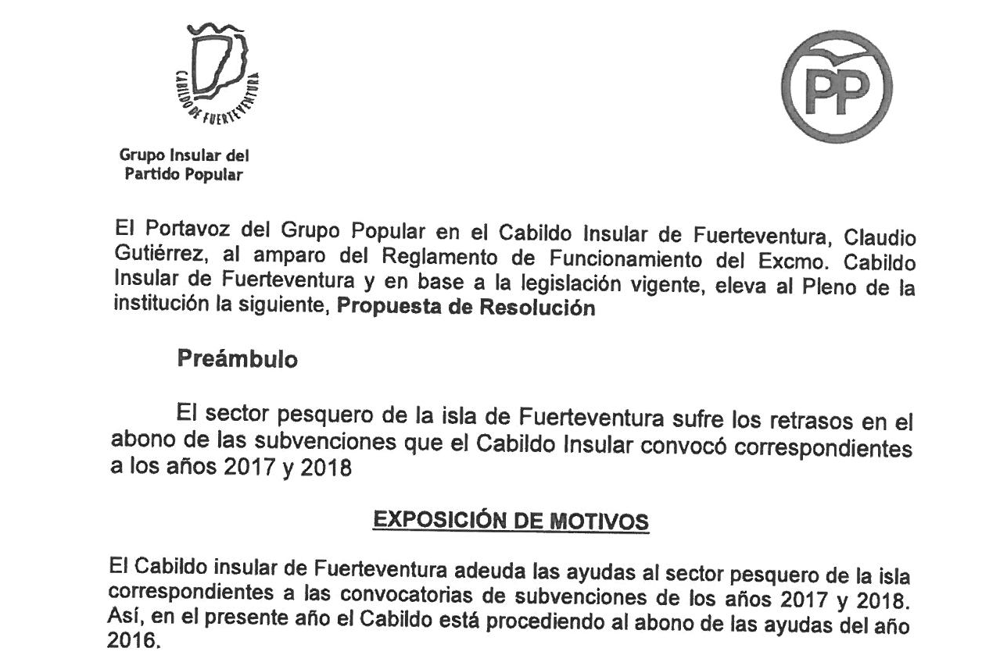 CABILDO DE FUERTEVENTURA
PP
Grupo Insular del
Partido Popular
El Portavoz del Grupo Popular en el Cabildo Insular de Fuerteventura, Claudio
Gutiérrez, al amparo del Reglamento de Funcionamiento del Excmo. Cabildo
Insular de Fuerteventura y en base a la legislación vigente, eleva al Pleno de la
institución la siguiente, Propuesta de Resolución
Preámbulo
El sector pesquero de la isla de Fuerteventura sufre los retrasos en el
abono de las subvenciones que el Cabildo Insular convocó correspondientes
a los años 2017 y 2018
EXPOSICIÓN DE MOTIVOS
El Cabildo insular de Fuerteventura adeuda las ayudas al sector pesquero de la isla
correspondientes a las convocatorias de subvenciones de los años 2017 y 2018.
Así, en el presente año el Cabildo está procediendo al abono de las ayudas del año
2016.